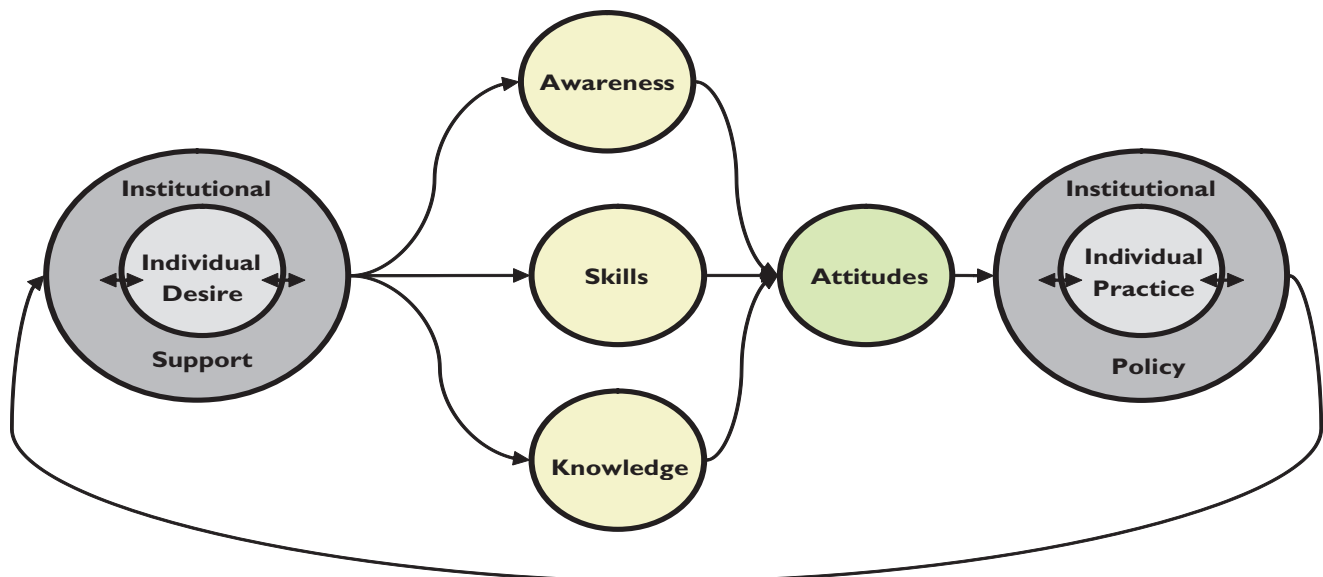 Awareness
Institutional
Individual
Desire
Support
Skills
Knowledge
Attitudes
Institutional
Individual
Practice
Policy